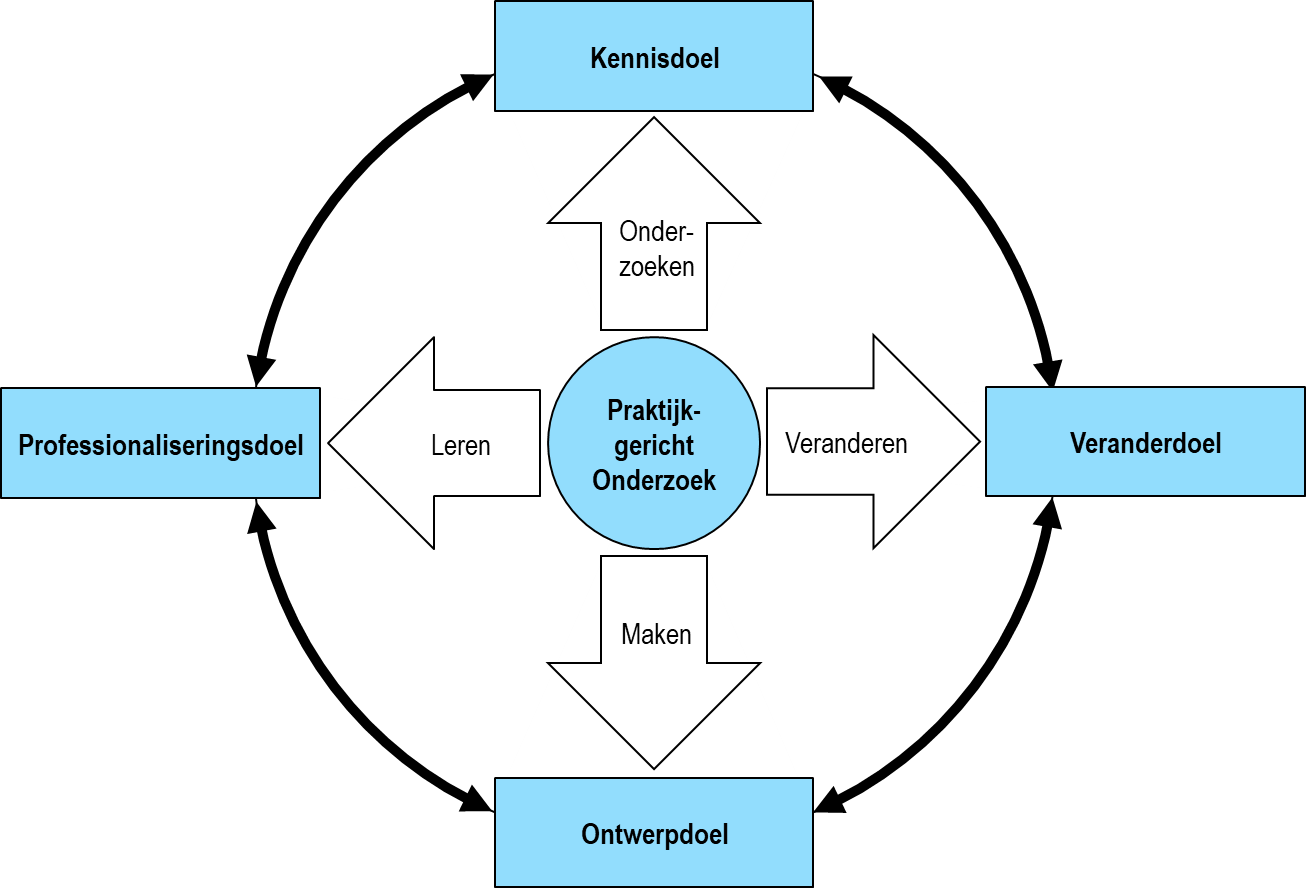 Kennisdoel
Onder-
zoeken
Professionaliseringsdoel
Leren
Praktijk-
gericht
Onderzoek
Veranderen
Veranderdoel
Maken
Ontwerpdoel